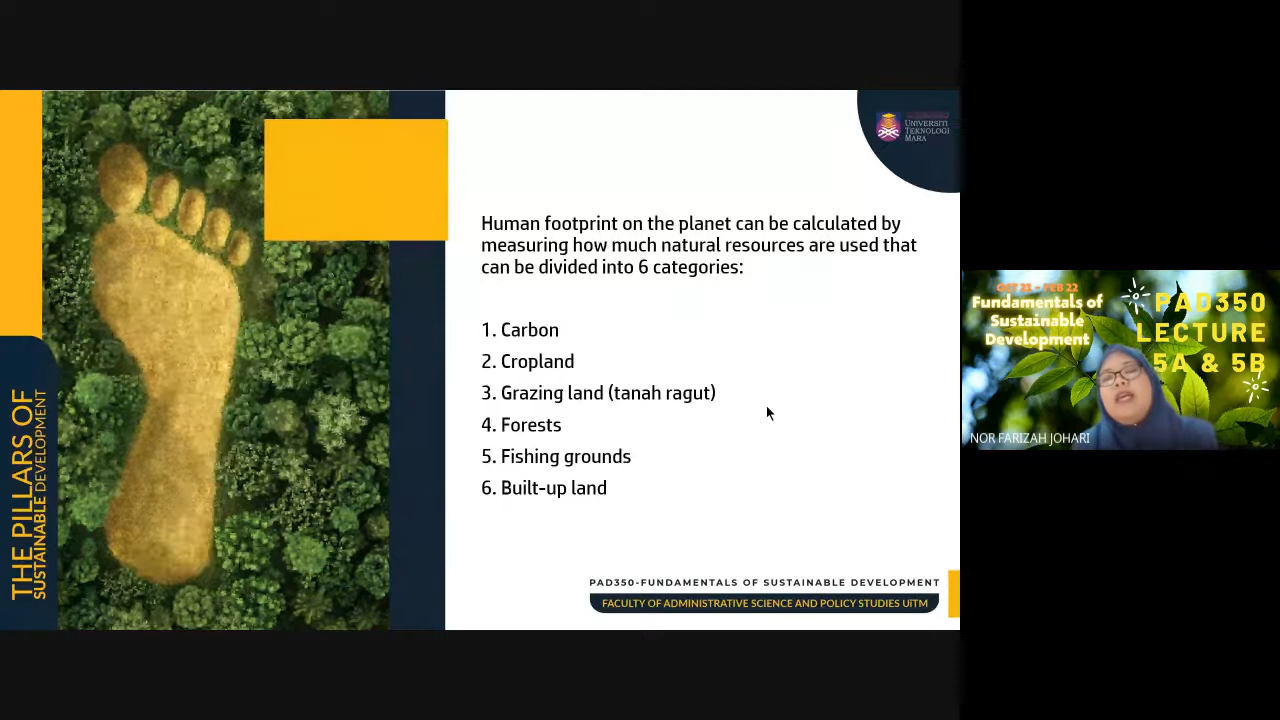 THE PILLARS OF
SUSTAINABLE DEVELOPMENT
UNIVERSITI
TEKNOLOGI
MARA
Human footprint on the planet can be calculated by
measuring how much natural resources are used that
can be divided into 6 categories:
1. Carbon
2. Cropland
3. Grazing land (tanah ragut)
4. Forests
5. Fishing grounds
6. Built-up land
PAD350-FUNDAMENTALS OF SUSTAINABLE DEVELOPMENT
FACULTY OF ADMINISTRATIVE SCIENCE AND POLICY STUDIES UiTM
FEB 22
Fundamentals of
Sustainable
Development
PAD350
LECTURE
5A & 5B
NOR FARIZAH JOHARI